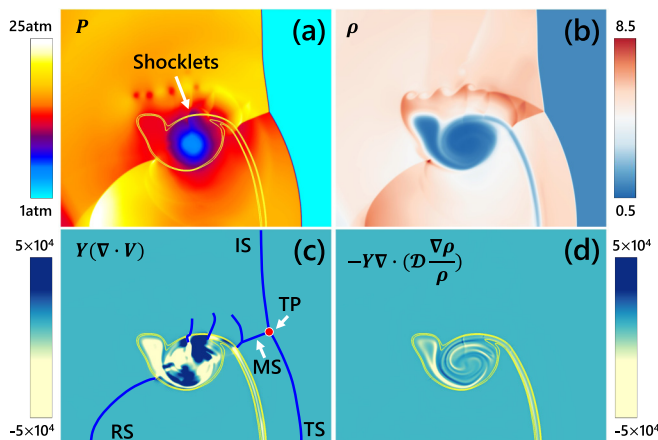 25atm
P
(a)
Shocklets
1atm
ρ
(b)
8.5
0.5
5×10⁴
Y(∇ · V)
(c)
IS
TP
MS
RS
TS
-5×10⁴
−Y∇ · (𝒟 ∇ρ/ρ)
(d)
5×10⁴
-5×10⁴